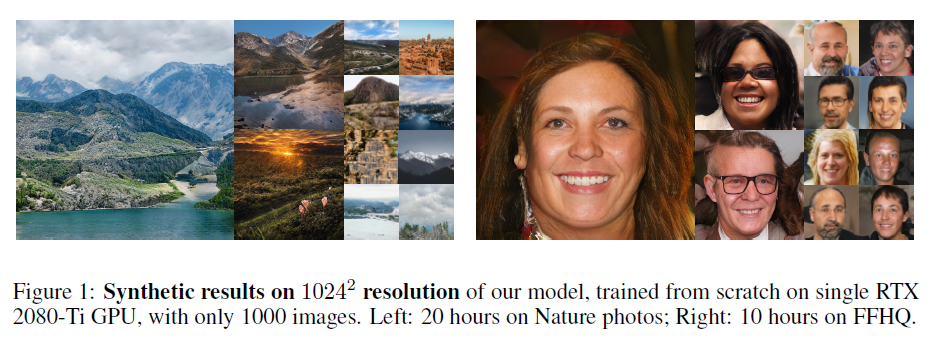 Figure 1: Synthetic results on 1024² resolution of our model, trained from scratch on single RTX
2080-Ti GPU, with only 1000 images. Left: 20 hours on Nature photos; Right: 10 hours on FFHQ.